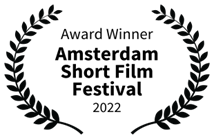 Award Winner
Amsterdam
Short Film
Festival
2022